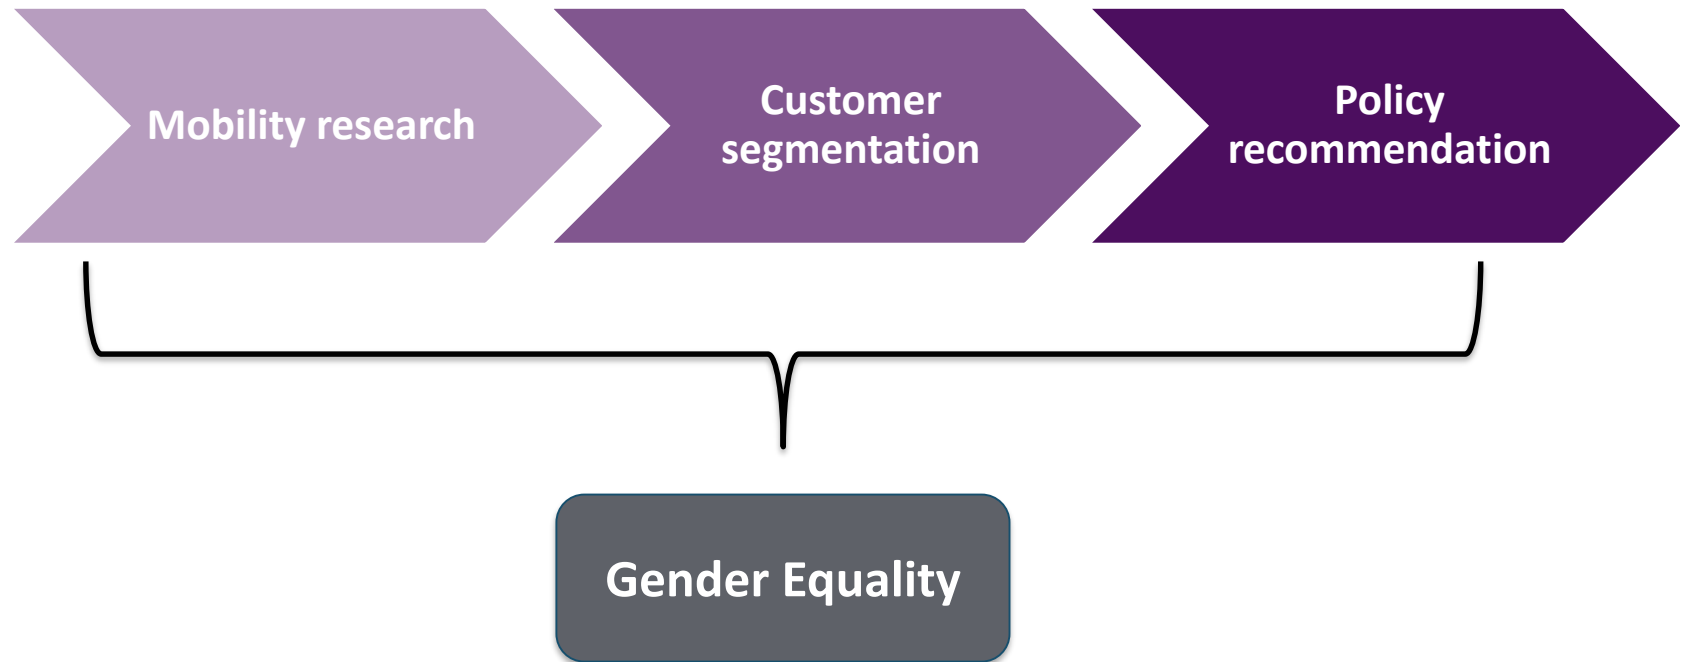 Mobility research
Customer
segmentation
Policy
recommendation
Gender Equality